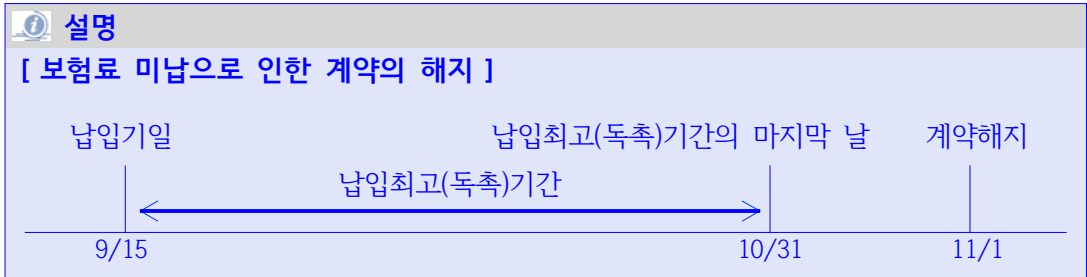 설명
[ 보험료 미납으로 인한 계약의 해지 ]
납입기일 납입최고(독촉)기간의 마지막 날 계약해지
납입최고(독촉)기간
9/15 10/31 11/1